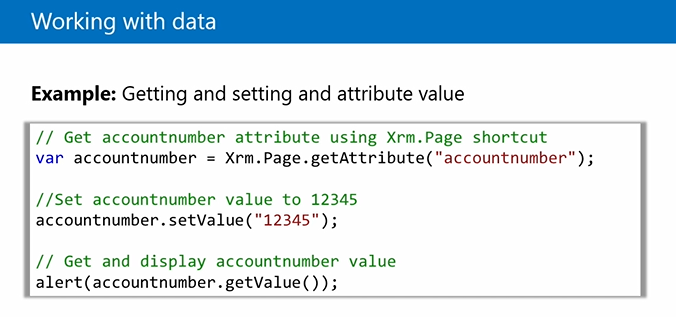 Working with data
Example: Getting and setting and attribute value
// Get accountnumber attribute using Xrm.Page shortcut
var accountnumber = Xrm.Page.getAttribute("accountnumber");
//Set accountnumber value to 12345
accountnumber.setValue("12345");
// Get and display accountnumber value
alert(accountnumber.getValue());